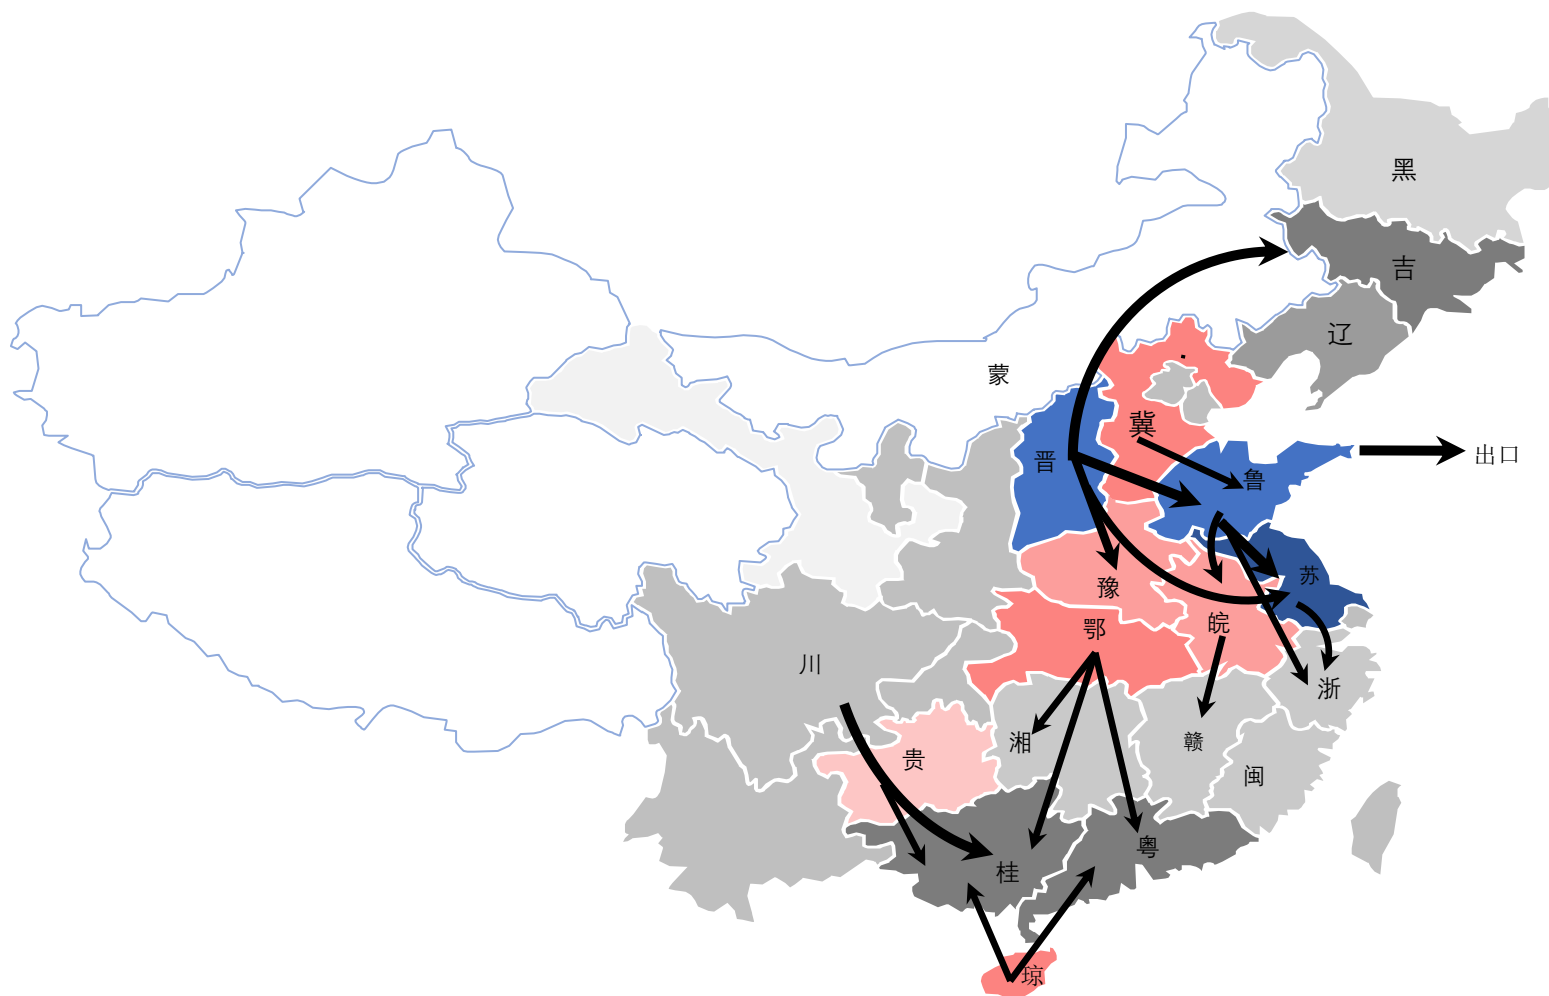 黑
吉
辽
蒙
冀
晋
鲁
出口
豫
苏
鄂
皖
川
浙
湘
赣
贵
闽
粤
桂
琼